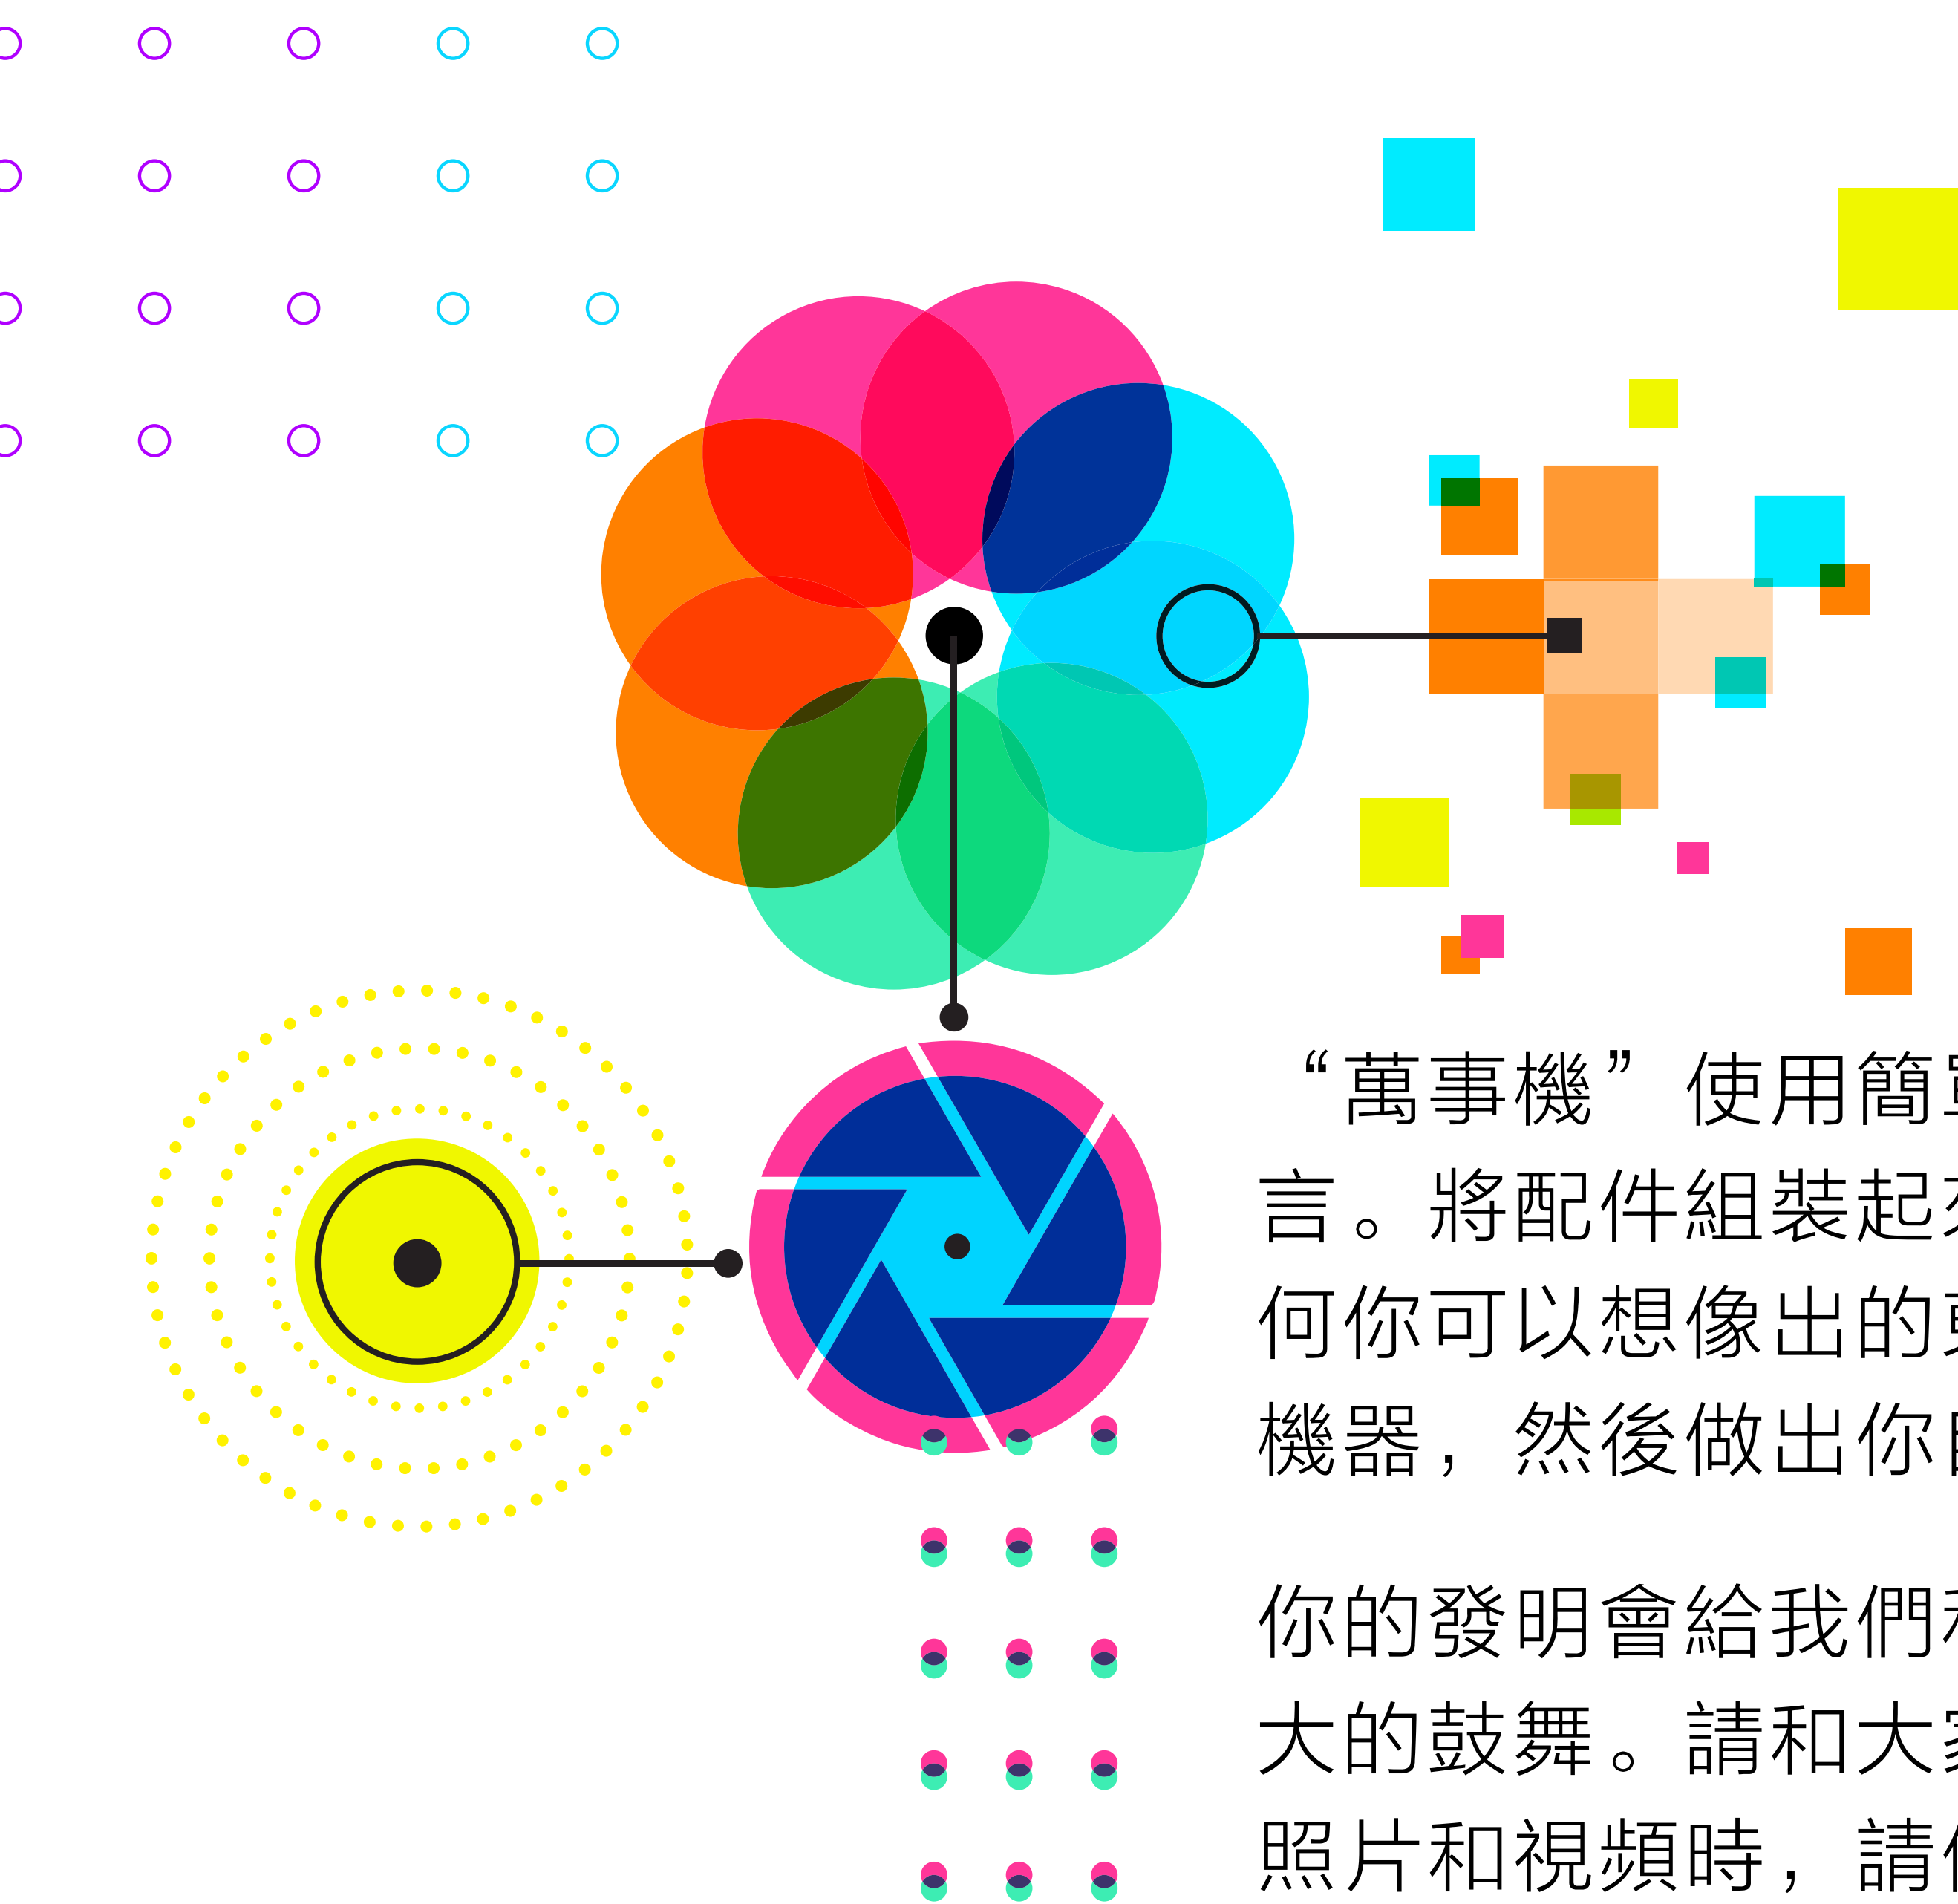 “萬事機” 使用簡
言。將配件組裝起
何你可以想像出的
機器，然後做出你
你的發明會給我們
大的鼓舞。請和大
照片和視頻時，請